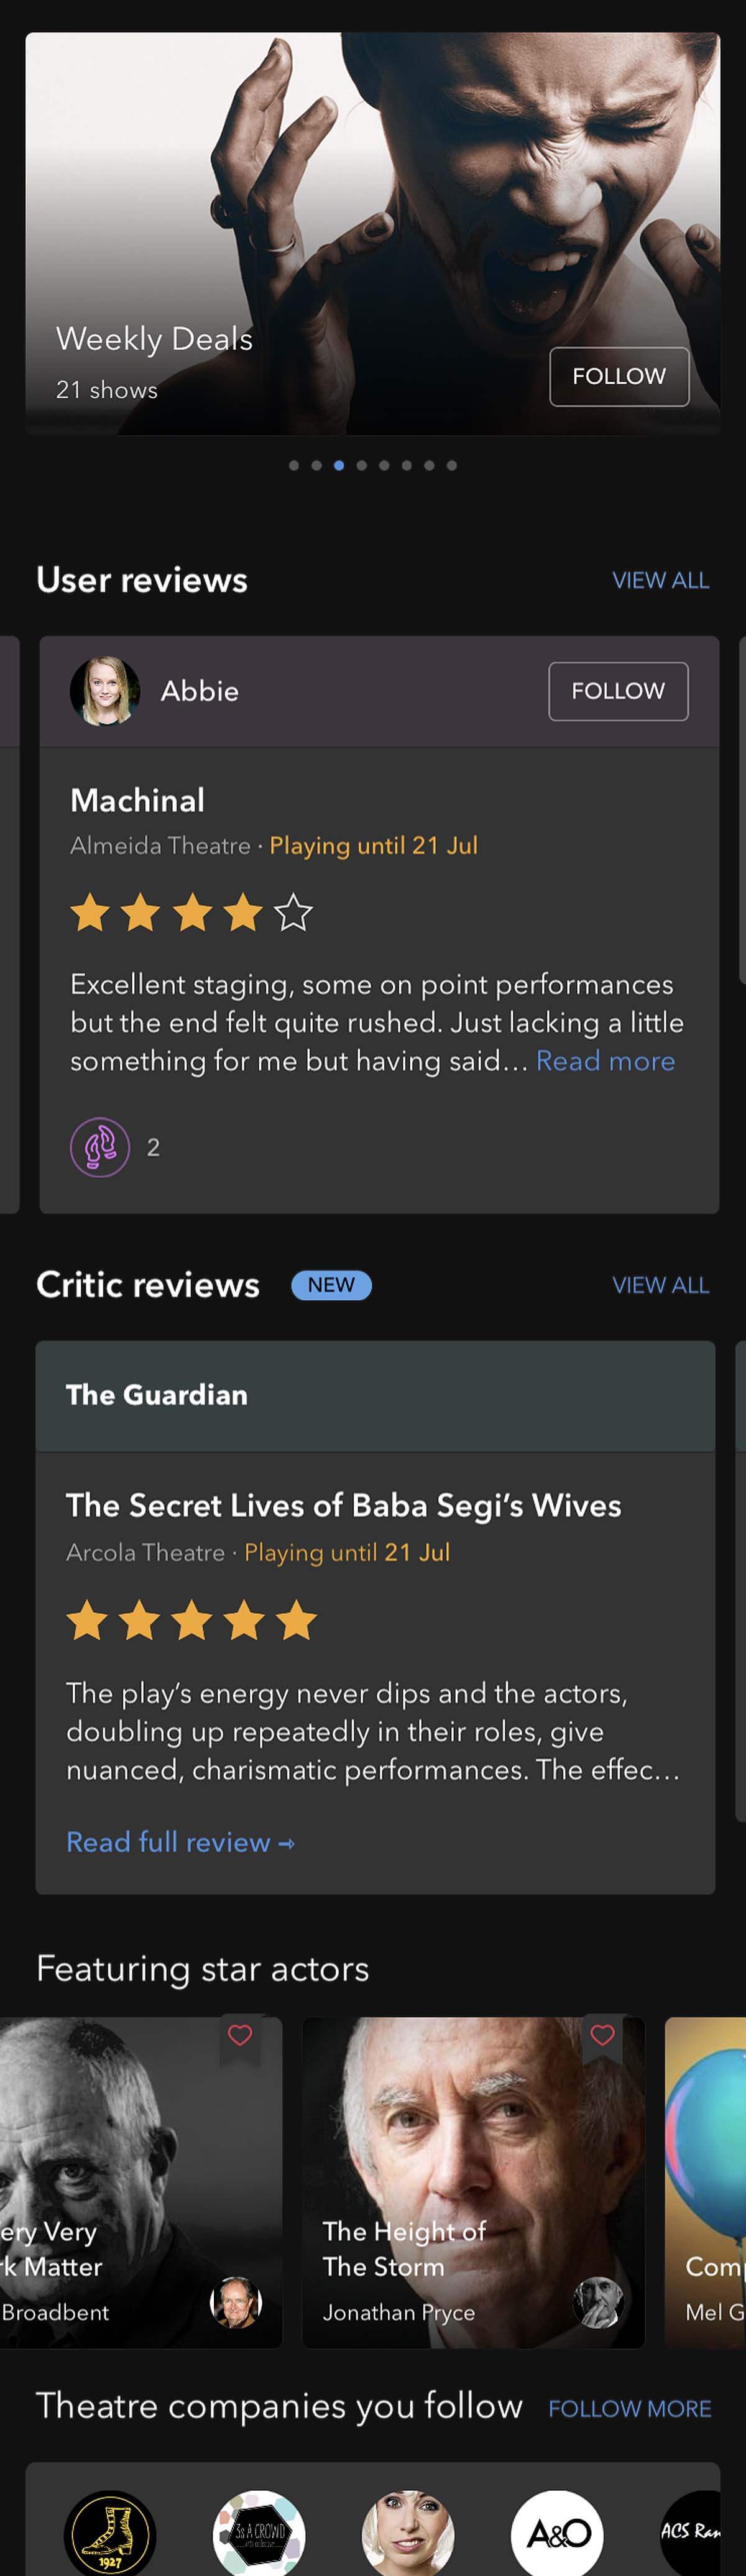 Weekly Deals
21 shows
FOLLOW
User reviews
VIEW ALL
Abbie
FOLLOW
Machinal
Almeida Theatre · Playing until 21 Jul
Excellent staging, some on point performances
but the end felt quite rushed. Just lacking a little
something for me but having said… Read more
2
Critic reviews
NEW
VIEW ALL
The Guardian
The Secret Lives of Baba Segi’s Wives
Arcola Theatre · Playing until 21 Jul
The play’s energy never dips and the actors,
doubling up repeatedly in their roles, give
nuanced, charismatic performances. The effec…
Read full review →
Featuring star actors
ery Very
rk Matter
Broadbent
The Height of
The Storm
Jonathan Pryce
Com
Mel G
Theatre companies you follow
FOLLOW MORE
1927
3's A CROWD
A&O
ACS Ran